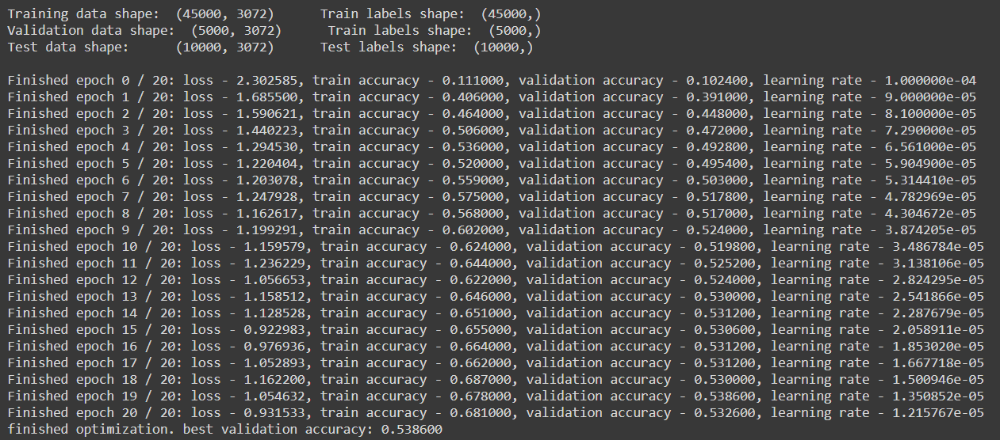 Training data shape:  (45000, 3072)      Train labels shape:  (45000,)
Validation data shape:  (5000, 3072)      Train labels shape:  (5000,)
Test data shape:      (10000, 3072)      Test labels shape:  (10000,)
Finished epoch 0 / 20: loss - 2.302585, train accuracy - 0.111000, validation accuracy - 0.102400, learning rate - 1.000000e-04
Finished epoch 1 / 20: loss - 1.685500, train accuracy - 0.406000, validation accuracy - 0.391000, learning rate - 9.000000e-05
Finished epoch 2 / 20: loss - 1.590621, train accuracy - 0.464000, validation accuracy - 0.448000, learning rate - 8.100000e-05
Finished epoch 3 / 20: loss - 1.440223, train accuracy - 0.506000, validation accuracy - 0.472000, learning rate - 7.290000e-05
Finished epoch 4 / 20: loss - 1.294530, train accuracy - 0.536000, validation accuracy - 0.492800, learning rate - 6.561000e-05
Finished epoch 5 / 20: loss - 1.220404, train accuracy - 0.520000, validation accuracy - 0.495400, learning rate - 5.904900e-05
Finished epoch 6 / 20: loss - 1.203078, train accuracy - 0.559000, validation accuracy - 0.503000, learning rate - 5.314410e-05
Finished epoch 7 / 20: loss - 1.247928, train accuracy - 0.575000, validation accuracy - 0.517800, learning rate - 4.782969e-05
Finished epoch 8 / 20: loss - 1.162617, train accuracy - 0.568000, validation accuracy - 0.517000, learning rate - 4.304672e-05
Finished epoch 9 / 20: loss - 1.199291, train accuracy - 0.602000, validation accuracy - 0.524000, learning rate - 3.874205e-05
Finished epoch 10 / 20: loss - 1.159579, train accuracy - 0.624000, validation accuracy - 0.519800, learning rate - 3.486784e-05
Finished epoch 11 / 20: loss - 1.236229, train accuracy - 0.644000, validation accuracy - 0.525200, learning rate - 3.138106e-05
Finished epoch 12 / 20: loss - 1.056653, train accuracy - 0.622000, validation accuracy - 0.524000, learning rate - 2.824295e-05
Finished epoch 13 / 20: loss - 1.158512, train accuracy - 0.646000, validation accuracy - 0.530000, learning rate - 2.541866e-05
Finished epoch 14 / 20: loss - 1.128528, train accuracy - 0.651000, validation accuracy - 0.531200, learning rate - 2.287679e-05
Finished epoch 15 / 20: loss - 0.922983, train accuracy - 0.655000, validation accuracy - 0.530600, learning rate - 2.058911e-05
Finished epoch 16 / 20: loss - 0.976936, train accuracy - 0.664000, validation accuracy - 0.531200, learning rate - 1.853020e-05
Finished epoch 17 / 20: loss - 1.052893, train accuracy - 0.662000, validation accuracy - 0.531200, learning rate - 1.667718e-05
Finished epoch 18 / 20: loss - 1.162200, train accuracy - 0.687000, validation accuracy - 0.530000, learning rate - 1.500946e-05
Finished epoch 19 / 20: loss - 1.054632, train accuracy - 0.678000, validation accuracy - 0.538600, learning rate - 1.350852e-05
Finished epoch 20 / 20: loss - 0.931533, train accuracy - 0.681000, validation accuracy - 0.532600, learning rate - 1.215767e-05
finished optimization. best validation accuracy: 0.538600